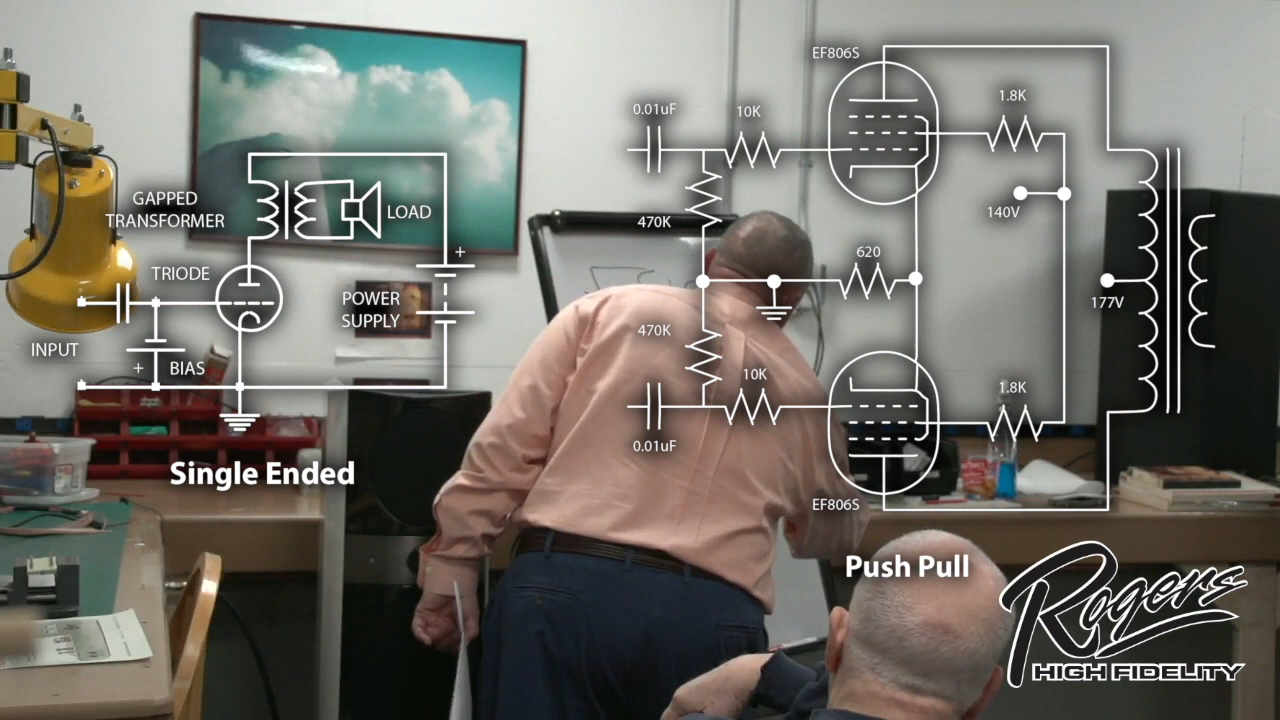 GAPPED
TRANSFORMER
LOAD
TRIODE
+
POWER
SUPPLY
INPUT
+
BIAS
Single Ended
EF806S
0.01uF
10K
1.8K
470K
140V
620
177V
470K
10K
1.8K
0.01uF
EF806S
Push Pull
Rogers
HIGH FIDELITY